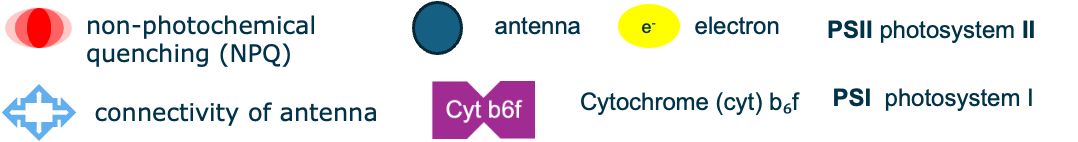 non-photochemical
quenching (NPQ)
antenna
e⁻
electron
PSII photosystem II
connectivity of antenna
Cyt b6f
Cytochrome (cyt) b₆f
PSI photosystem I